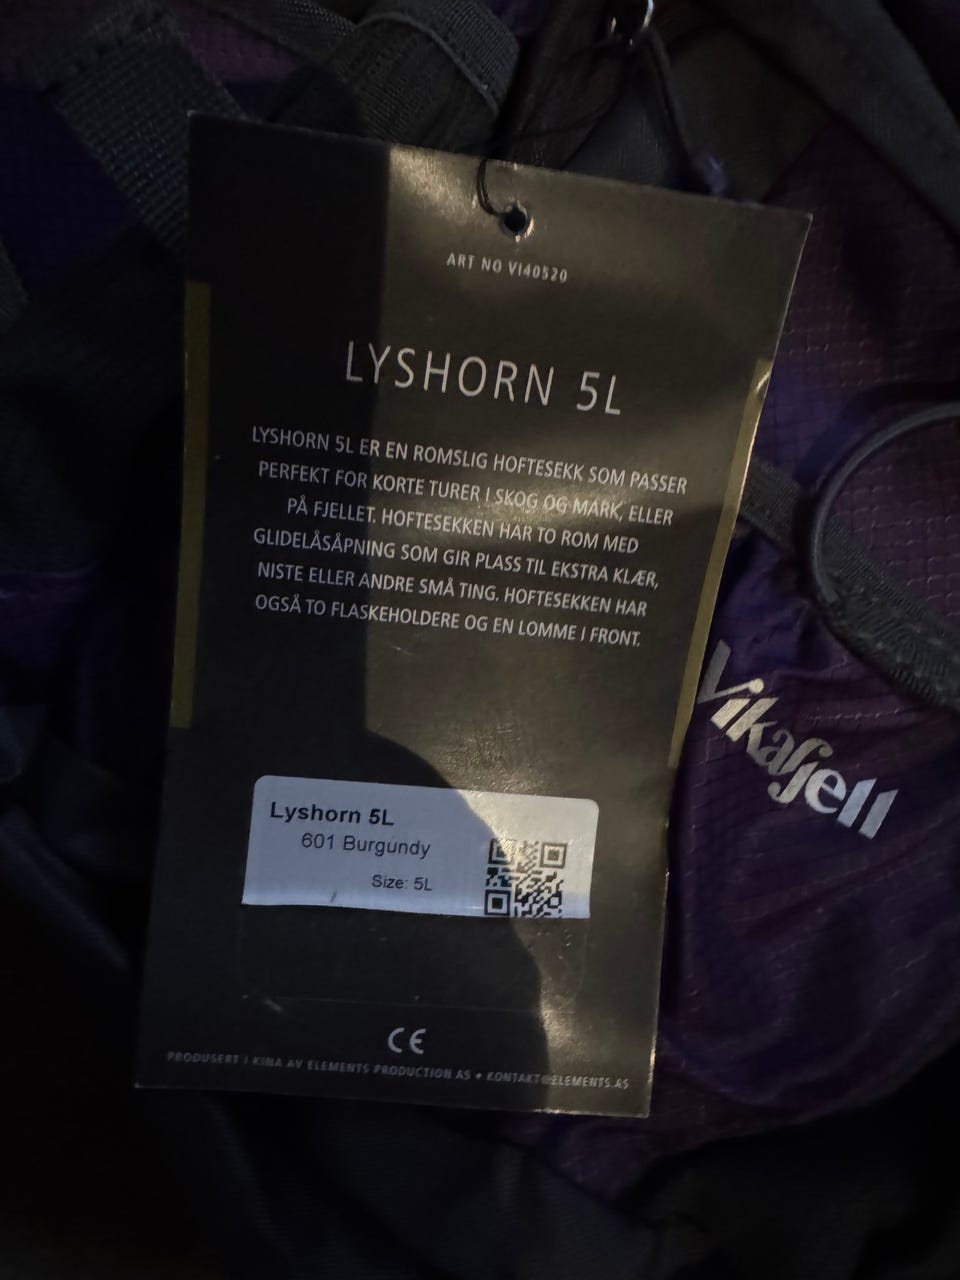 ART NO VI40520
LYSHORN 5L
LYSHORN 5L ER EN ROMSLIG HOFTESEKK SOM PASSER
PERFEKT FOR KORTE TURER I SKOG OG MARK, ELLER
PÅ FJELLET. HOFTESEKKEN HAR TO ROM MED
GLIDELÅSÅPNING SOM GIR PLASS TIL EKSTRA KLÆR,
NISTE ELLER ANDRE SMÅ TING. HOFTESEKKEN HAR
OGSÅ TO FLASKEHOLDERE OG EN LOMME I FRONT.
Vikafjell
Lyshorn 5L
601 Burgundy
Size: 5L
CE
PRODUSERT I KINA AV ELEMENTS PRODUCTION AS • KONTAKT@ELEMENTS.AS